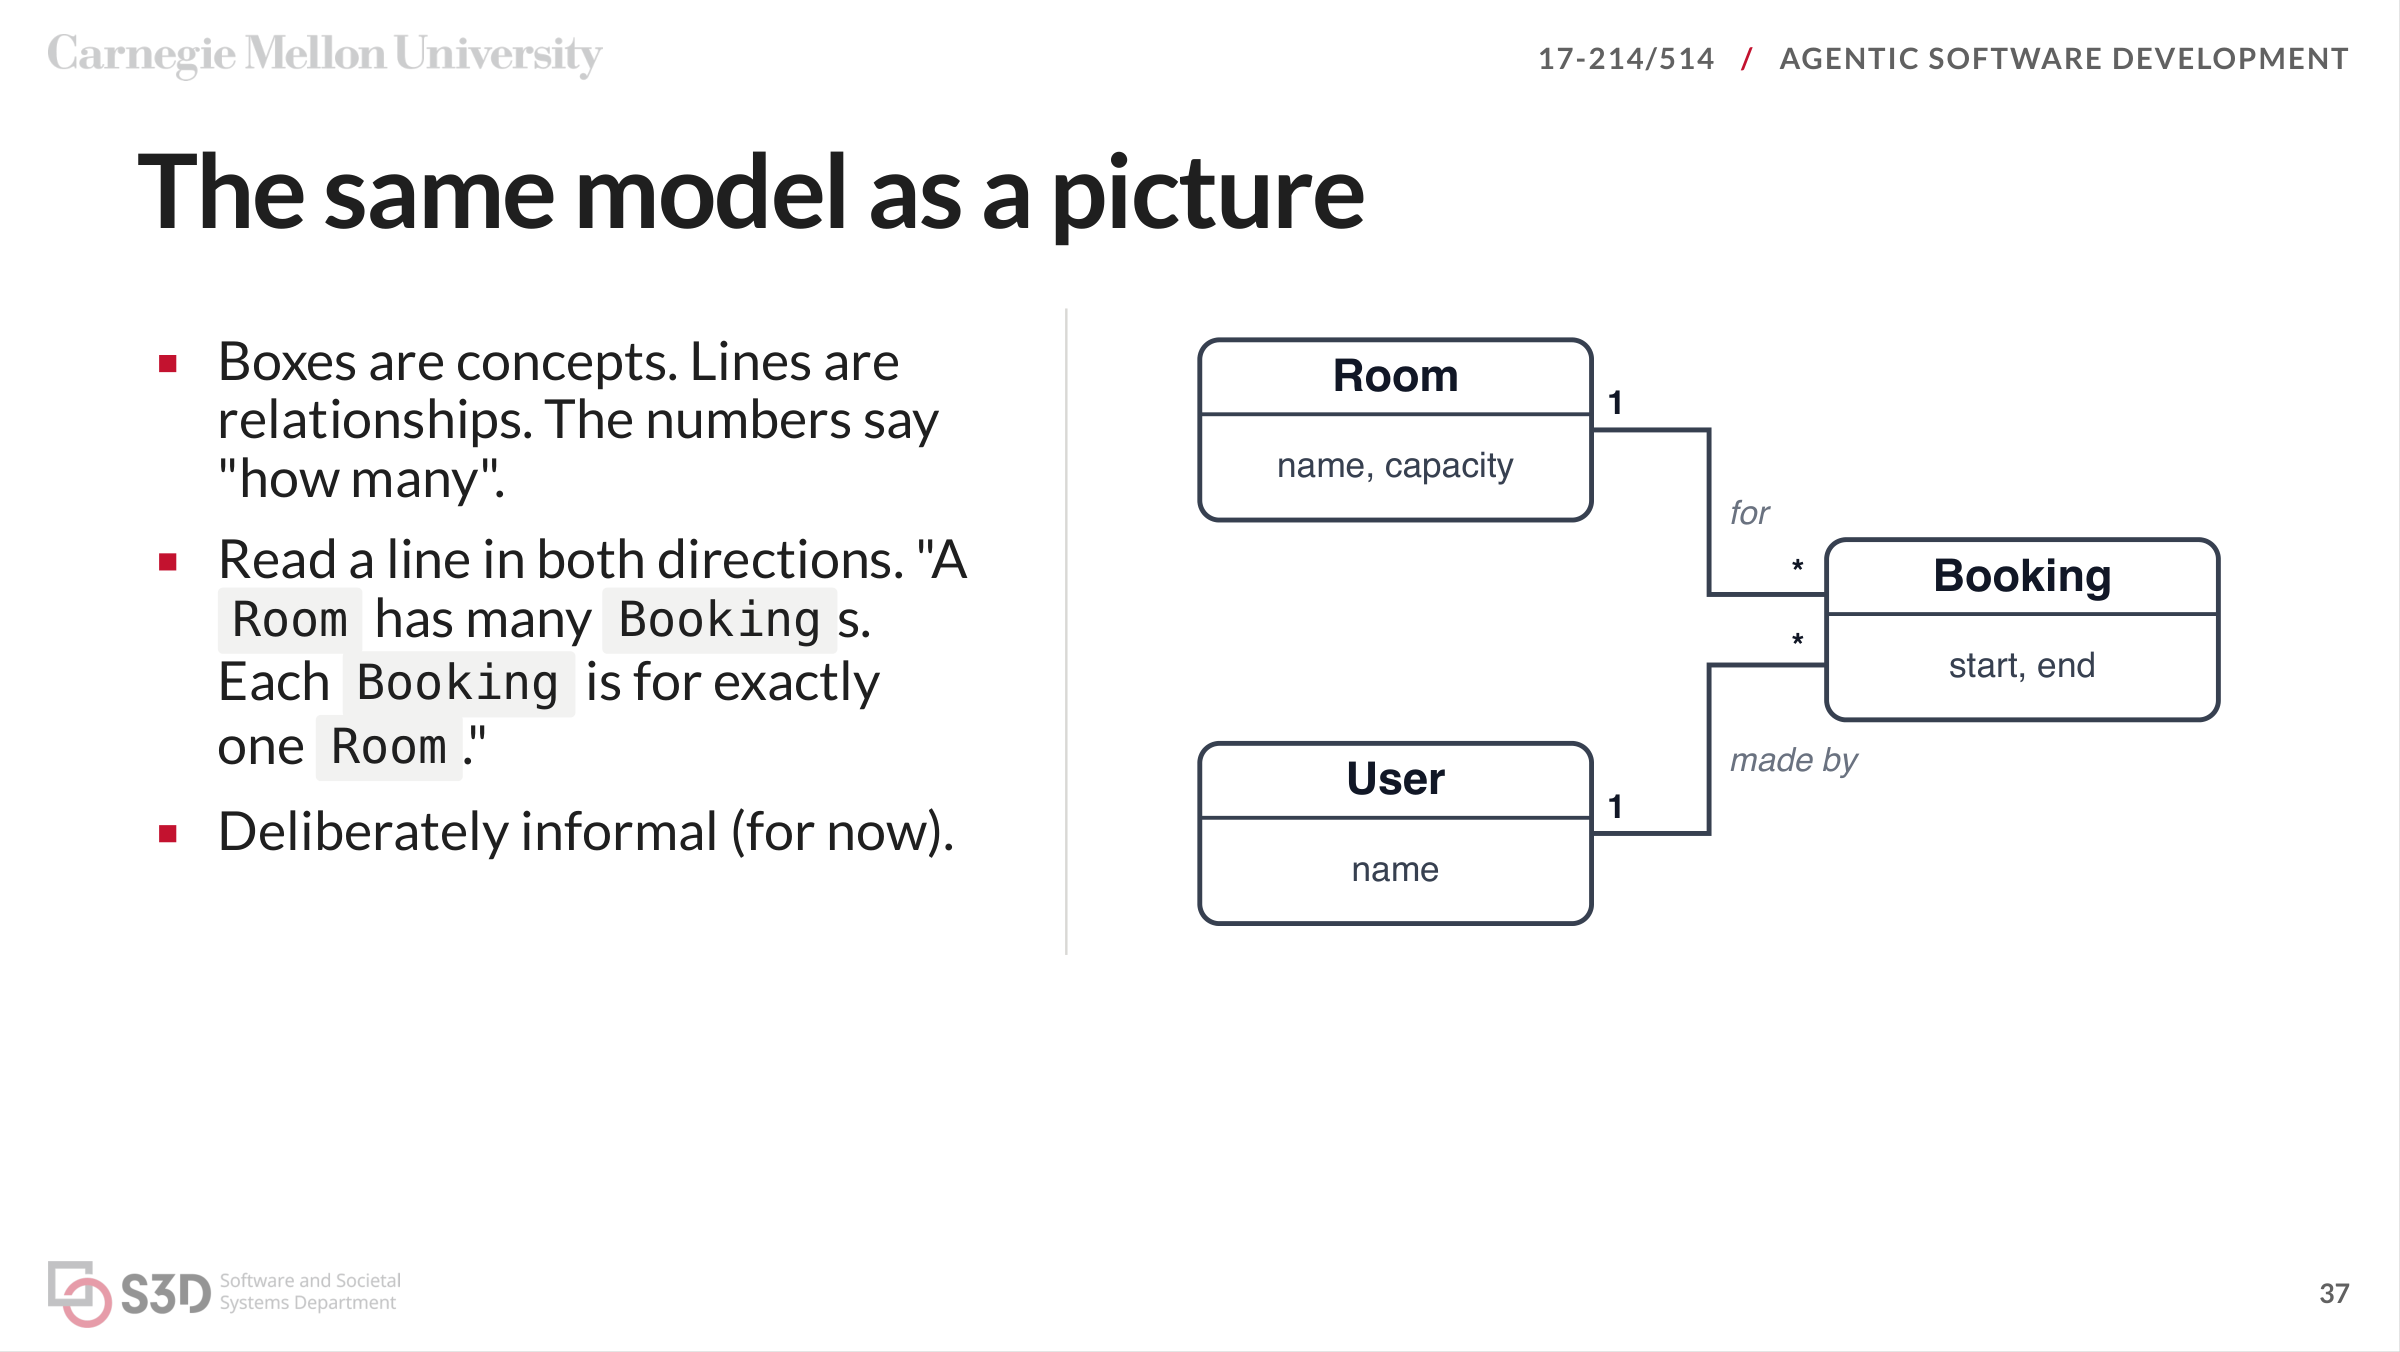 Carnegie Mellon University
17-214/514 / AGENTIC SOFTWARE DEVELOPMENT
The same model as a picture
Boxes are concepts. Lines are
relationships. The numbers say
"how many".
Read a line in both directions. "A
Room has many Booking s.
Each Booking is for exactly
one Room ."
Deliberately informal (for now).
Room
name, capacity
1
for
*
Booking
start, end
*
made by
User
name
1
S3D Software and Societal
Systems Department
37